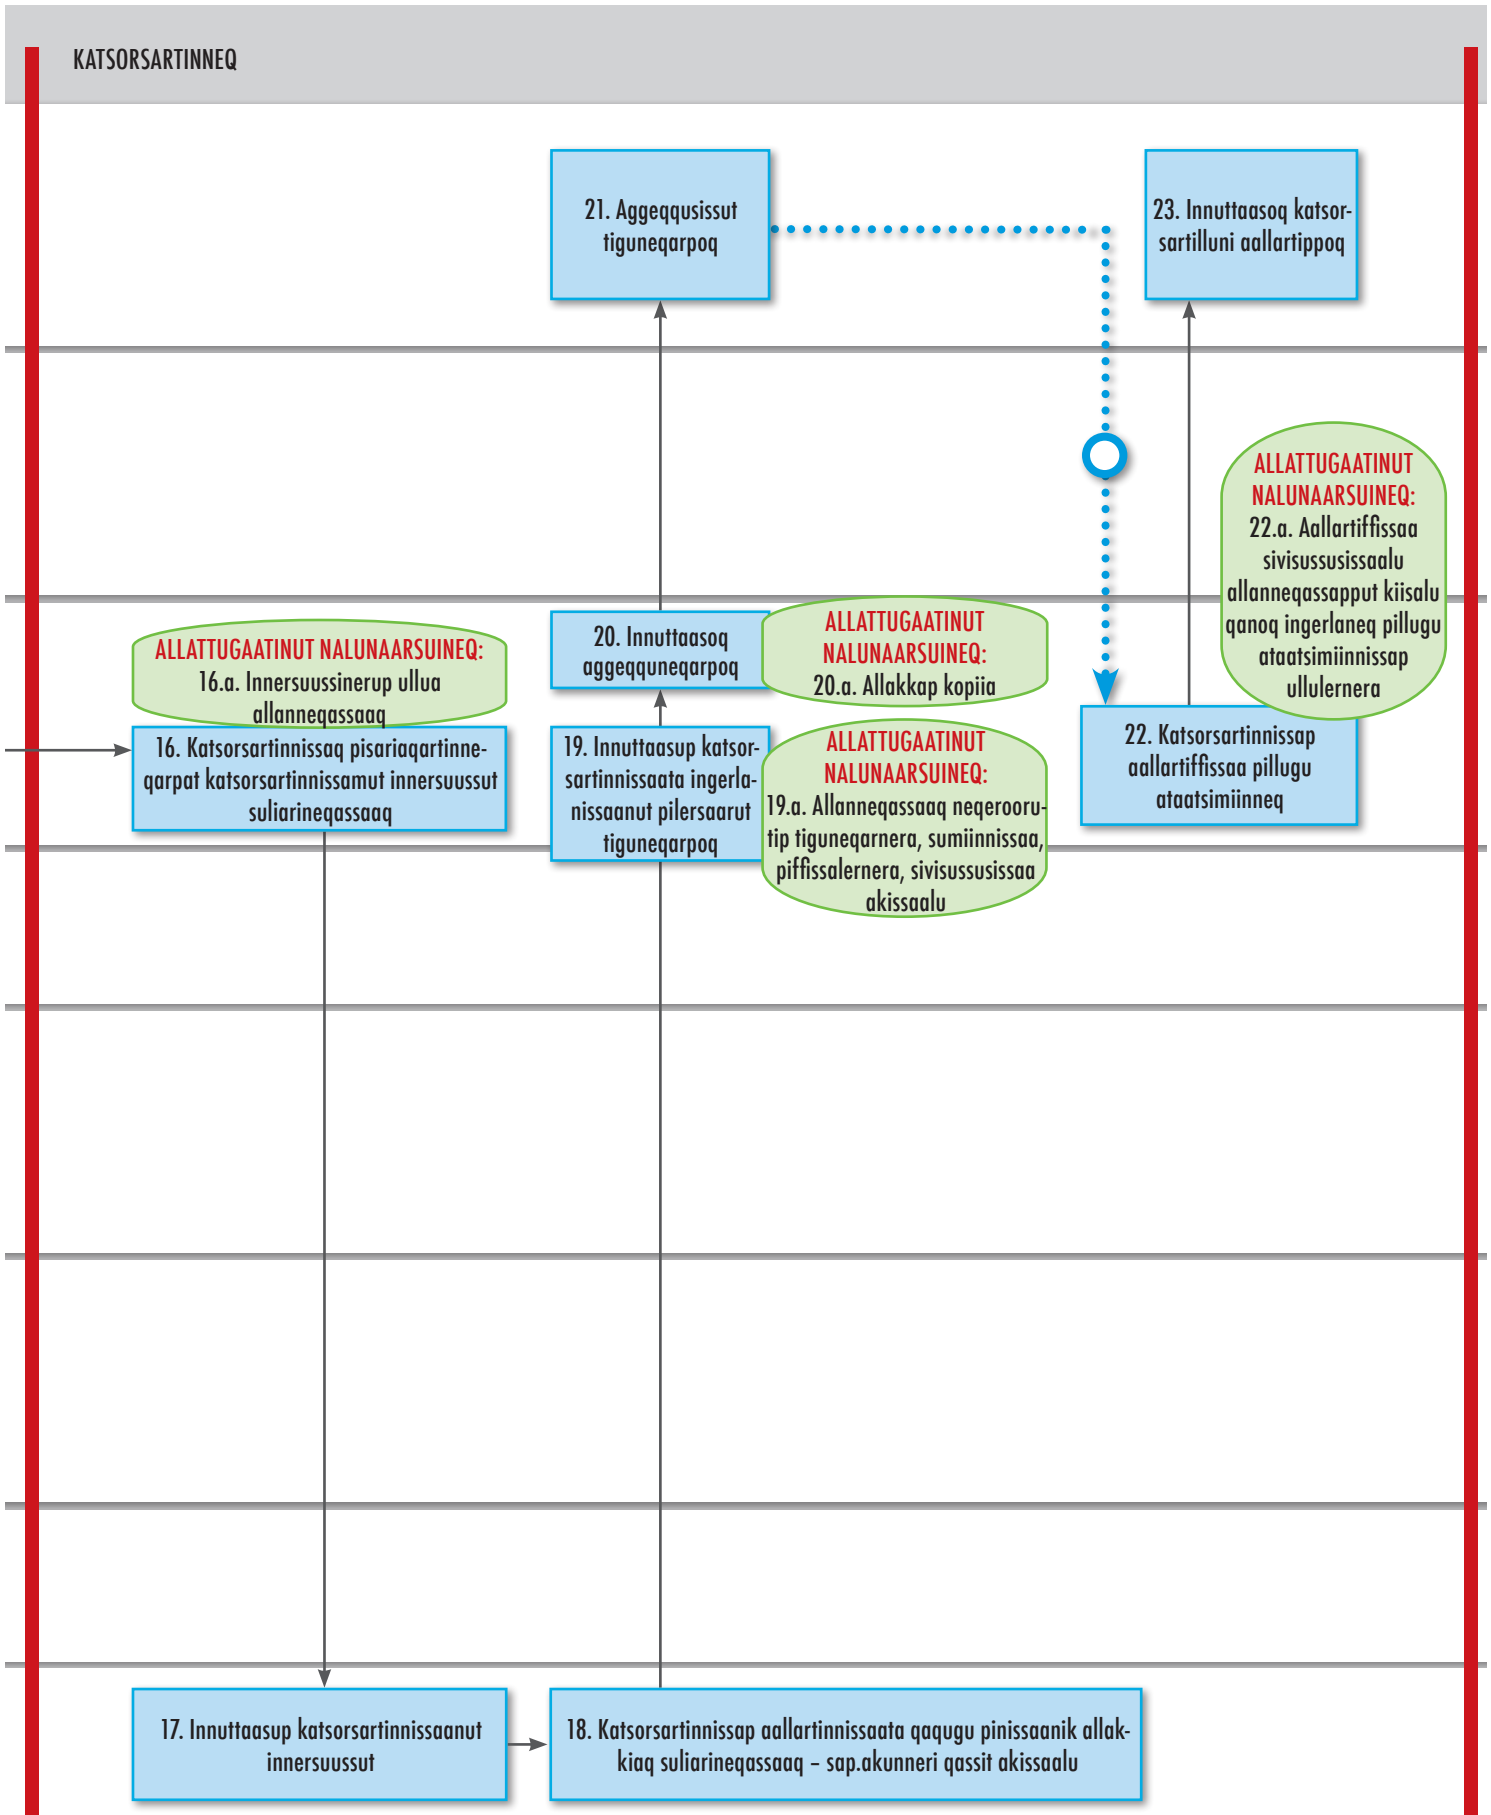 KATSORSARTINNEQ
21. Aggeqqusissut
tiguneqarpoq
23. Innuttaasoq katsor-
sartilluni aallartippoq
ALLATTUGAATINUT
NALUNAARSUINEQ:
22.a. Aallartiffissaa
sivisussusissaalu
allanneqassapput kiisalu
qanoq ingerlaneq pillugu
ataatsimiinnissap
ullulernera
ALLATTUGAATINUT NALUNAARSUINEQ:
16.a. Innersuussinerup ullua
allanneqassaaq
20. Innuttaasoq
aggeqquneqarpoq
ALLATTUGAATINUT
NALUNAARSUINEQ:
20.a. Allakkap kopiia
16. Katsorsartinnissaq pisariaqartinne-
qarpat katsorsartinnissamut innersuussut
suliarineqassaaq
19. Innuttaasup katsor-
sartinnissaata ingerla-
nissaanut pilersaarut
tiguneqarpoq
ALLATTUGAATINUT
NALUNAARSUINEQ:
19.a. Allanneqassaaq neqerooru-
tip tiguneqarnera, sumiinnissaa,
piffissalernera, sivisussusissaa
akissaalu
22. Katsorsartinnissap
aallartiffissaa pillugu
ataatsimiinneq
17. Innuttaasup katsorsartinnissaanut
innersuussut
18. Katsorsartinnissap aallartinnissaata qaqugu pinissaanik allak-
kiaq suliarineqassaaq – sap.akunneri qassit akissaalu